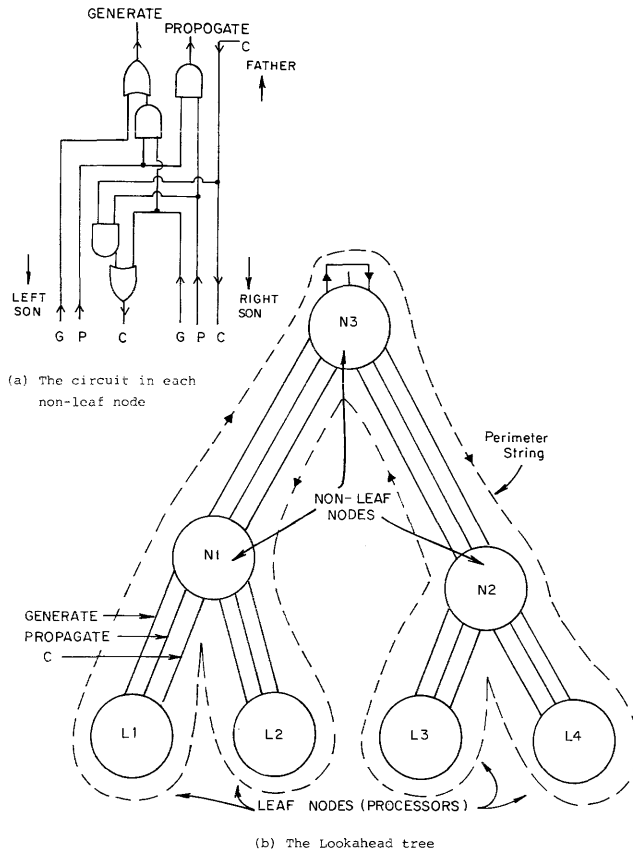 GENERATE
PROPOGATE
C
FATHER
LEFT
SON
RIGHT
SON
G P C G P C
(a) The circuit in each
non-leaf node
N3
Perimeter
String
NON-LEAF
NODES
N1
N2
GENERATE
PROPAGATE
C
L1
L2
L3
L4
LEAF NODES (PROCESSORS)
(b) The Lookahead tree